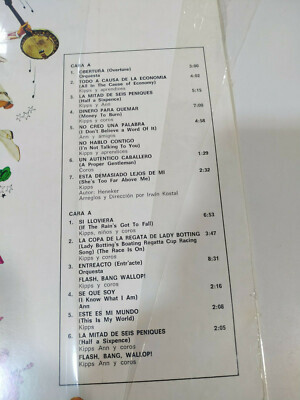 CARA A
1. OBERTURA (Overture) 3:06
Orquesta
2. TODO A CAUSA DE LA ECONOMIA 4:03
(All in the Cause of Economy)
Kipps y aprendices
3. LA MITAD DE SEIS PENIQUES 5:15
(Half a Sixpence)
Kipps y Ann
4. DINERO PARA QUEMAR 7:06
(Money To Burn)
Kipps y coros
5. NO CREO UNA PALABRA 4:58
(I Don't Believe a Word Of It)
Ann y amigos
NO HABLO CONTIGO
(I'm Not Talking To You)
Kipps y aprendices
6. UN AUTENTICO CABALLERO 1:29
(A Proper Gentleman)
Coros
7. ESTA DEMASIADO LEJOS DE MI 2:32
(She's Too Far Above Me)
Kipps
Autor: Heneker
Arreglos y Dirección por Irwin Kostal
CARA A
1. SI LLOVIERA 6:53
(If The Rain's Got To Fall)
Kipps, niños y coros
2. LA COPA DE LA REGATA DE LADY BOTTING
(Lady Botting's Boating Regatta Cup Racing
Song) (The Race Is On)
Kipps y coros
3. ENTREACTO (Entr'acte) 8:31
Orquesta
FLASH, BANG WALLOP!
Kipps y coros
4. SE QUE SOY 2:16
(I Know What I Am)
Ann
5. ESTE ES MI MUNDO 2:06
(This Is My World)
Kipps
6. LA MITAD DE SEIS PENIQUES 2:05
(Half a Sixpence)
Kipps Ann y coros
FLASH, BANG, WALLOP!
Kipps Ann y coros